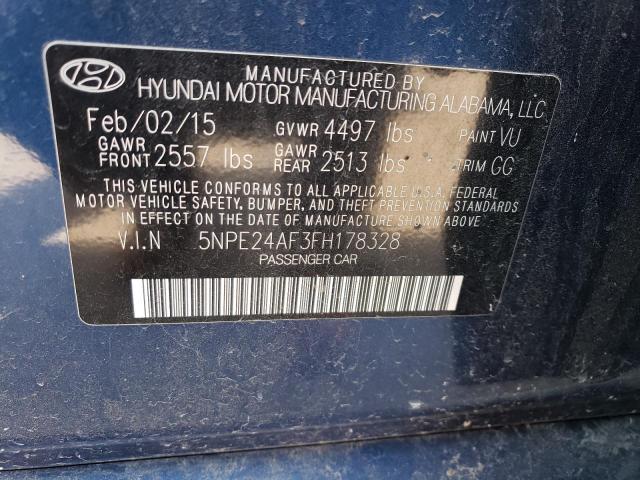 MANUFACTURED BY
HYUNDAI MOTOR MANUFACTURING ALABAMA, LLC
Feb/02/15 GVWR 4497 lbs PAINT VU
GAWR FRONT 2557 lbs GAWR REAR 2513 lbs TRIM GG
THIS VEHICLE CONFORMS TO ALL APPLICABLE U.S.A. FEDERAL
MOTOR VEHICLE SAFETY, BUMPER, AND THEFT PREVENTION STANDARDS
IN EFFECT ON THE DATE OF MANUFACTURE SHOWN ABOVE.
V.I.N 5NPE24AF3FH178328
PASSENGER CAR